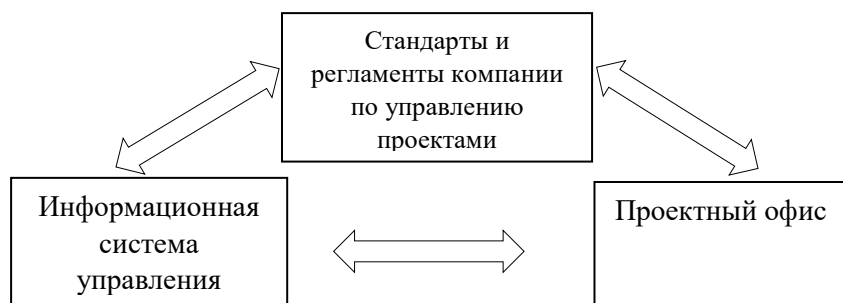 Стандарты и
регламенты компании
по управлению
проектами
Информационная
система
управления
Проектный офис